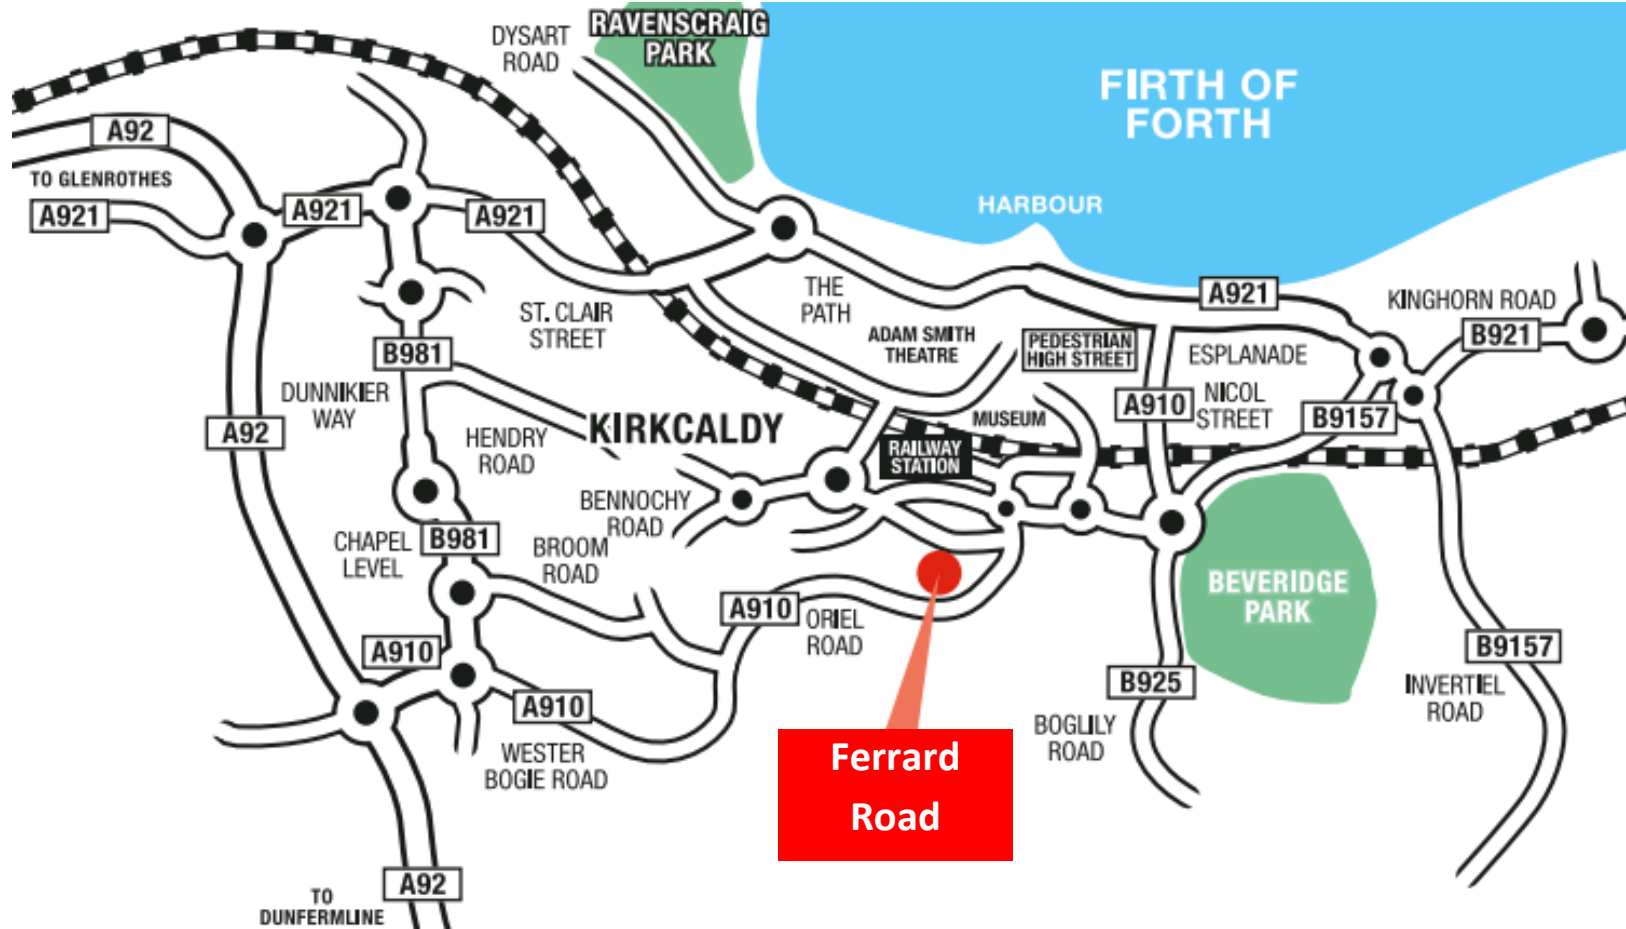 DYSART
ROAD
RAVENSCRAIG
PARK
FIRTH OF
FORTH
A92
TO GLENROTHES
A921
A921
A921
HARBOUR
ST. CLAIR
STREET
THE
PATH
A921
KINGHORN ROAD
B921
ADAM SMITH
THEATRE
PEDESTRIAN
HIGH STREET
ESPLANADE
B981
DUNNIKIER
WAY
A92
HENDRY
ROAD
KIRKCALDY
MUSEUM
A910
NICOL
STREET
B9157
RAILWAY
STATION
BENNOCHY
ROAD
CHAPEL
LEVEL
B981
BROOM
ROAD
BEVERIDGE
PARK
A910
ORIEL
ROAD
A910
A910
B925
B9157
INVERTIEL
ROAD
BOGLILY
ROAD
WESTER
BOGIE ROAD
Ferrard
Road
A92
TO
DUNFERMLINE